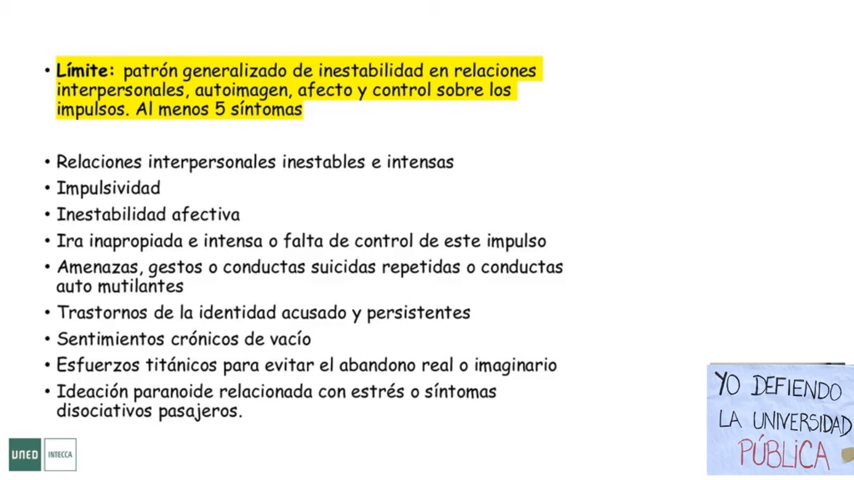 • Límite: patrón generalizado de inestabilidad en relaciones
interpersonales, autoimagen, afecto y control sobre los
impulsos. Al menos 5 síntomas
• Relaciones interpersonales inestables e intensas
• Impulsividad
• Inestabilidad afectiva
• Ira inapropiada e intensa o falta de control de este impulso
• Amenazas, gestos o conductas suicidas repetidas o conductas
auto mutilantes
• Trastornos de la identidad acusado y persistentes
• Sentimientos crónicos de vacío
• Esfuerzos titánicos para evitar el abandono real o imaginario
• Ideación paranoide relacionada con estrés o síntomas
disociativos pasajeros.
UNED INTECCA
YO DEFIENDO
LA UNIVERSIDAD
PÚBLICA